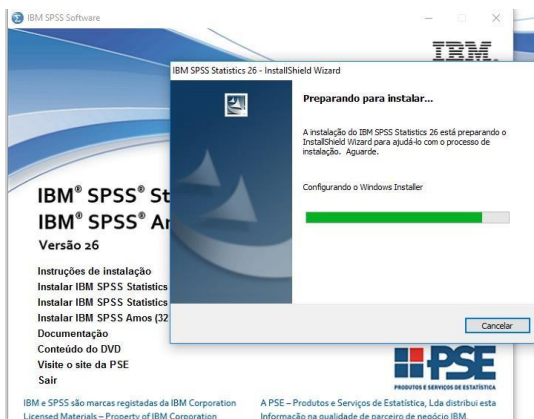 IBM SPSS Software
IBM
IBM SPSS Statistics 26 - InstallShield Wizard
Preparando para instalar...
A instalação do IBM SPSS Statistics 26 está preparando o
InstallShield Wizard para ajudá-lo com o processo de
instalação. Aguarde.
Configurando o Windows Installer
Cancelar
IBM® SPSS® St
IBM® SPSS® Am
Versão 26
Instruções de instalação
Instalar IBM SPSS Statistics
Instalar IBM SPSS Statistics
Instalar IBM SPSS Amos (32
Documentação
Conteúdo do DVD
Visite o site da PSE
Sair
PSE
PRODUTOS E SERVIÇOS DE ESTATÍSTICA
IBM e SPSS são marcas registadas da IBM Corporation
Licensed Materials – Property of IBM Corporation
A PSE – Produtos e Serviços de Estatística, Lda distribui esta
Informação na qualidade de parceiro de negócio IBM.